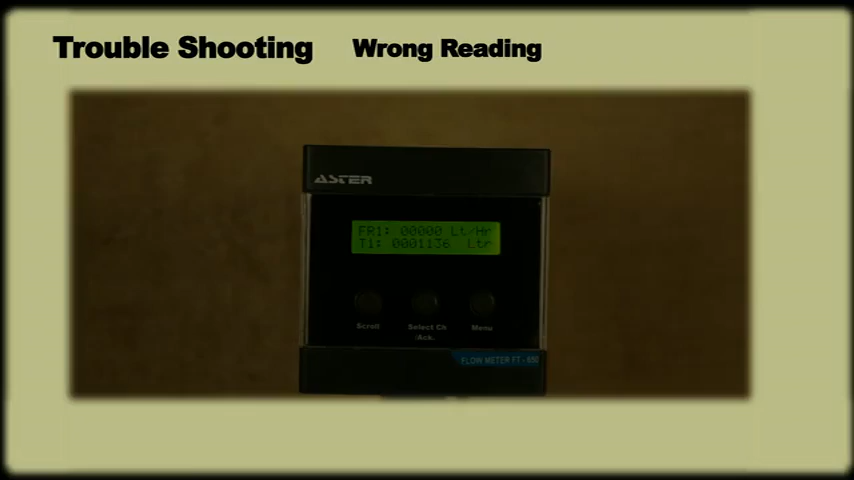 Trouble Shooting Wrong Reading
ASTER
FR1: 00000 Lt/Hr
T1: 0001136 Ltr
Scroll Select Ch Menu
/Ack.
FLOW METER FT - 650